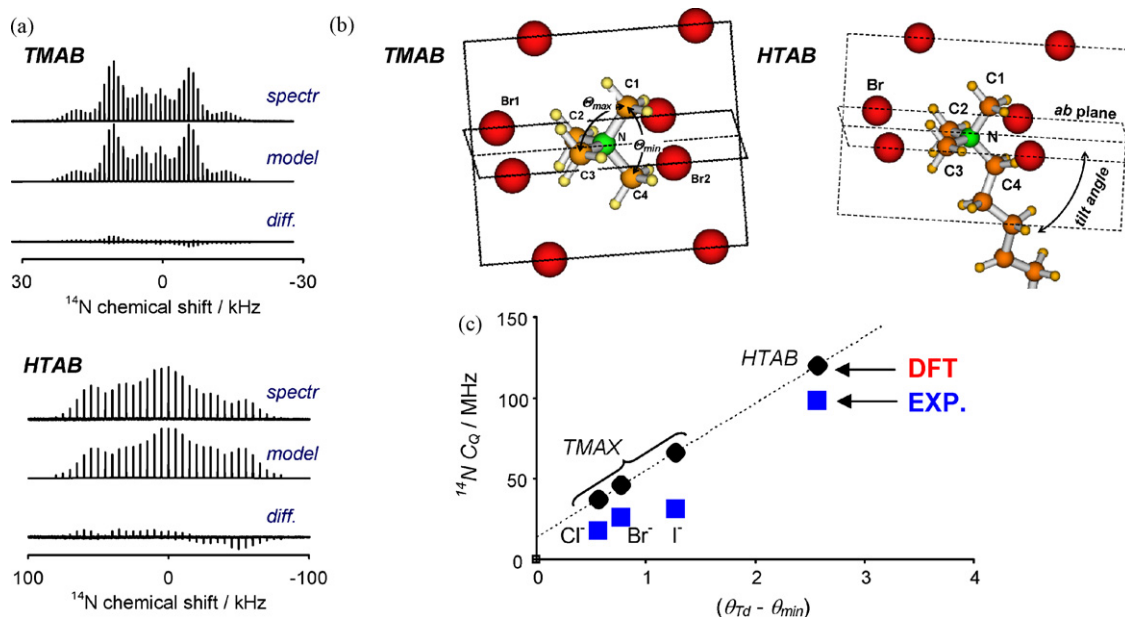 (a)
TMAB
spectr
model
diff.
30 0 -30
14N chemical shift / kHz
HTAB
spectr
model
diff.
100 0 -100
14N chemical shift / kHz
(b)
TMAB
C1
Br1
Θmax
C2
N
Θmin
C3
C4
Br2
HTAB
C1
Br
C2
ab plane
N
C3
C4
tilt angle
(c)
150
100
50
0
14N CQ / MHz
HTAB
DFT
EXP.
TMAX
Cl-
Br-
I-
0 1 2 3 4
(θTd - θmin)